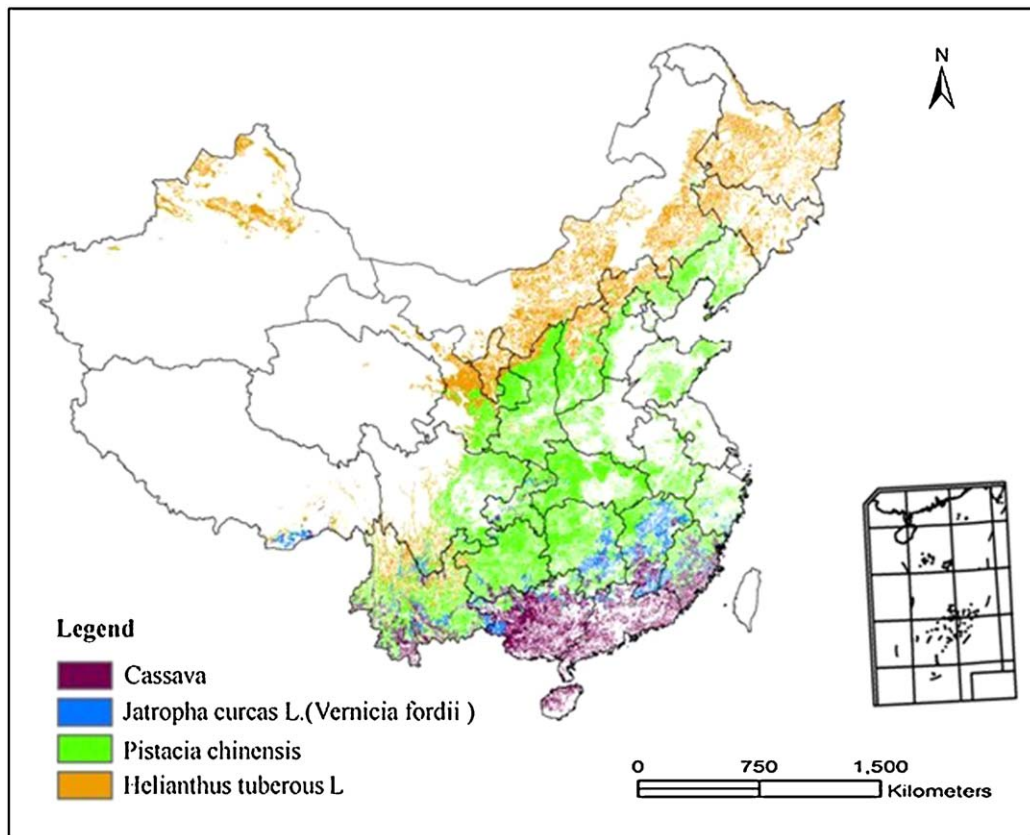 N
Legend
Cassava
Jatropha curcas L.(Vernicia fordii )
Pistacia chinensis
Helianthus tuberous L
0 750 1,500
Kilometers